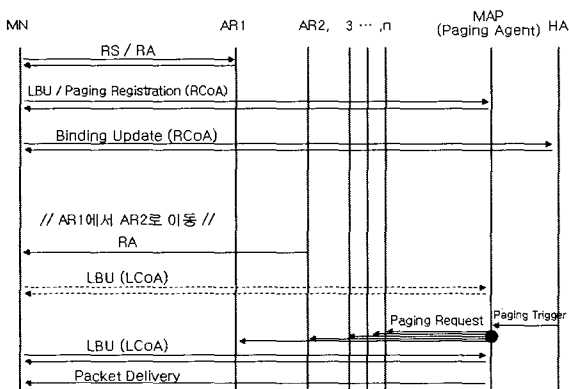 MN AR1 AR2, 3 ··· ,n MAP
(Paging Agent) HA
RS / RA
LBU / Paging Registration (RCoA)
Binding Update (RCoA)
// AR1에서 AR2로 이동 //
RA
LBU (LCoA)
Paging Request Paging Trigger
LBU (LCoA)
Packet Delivery